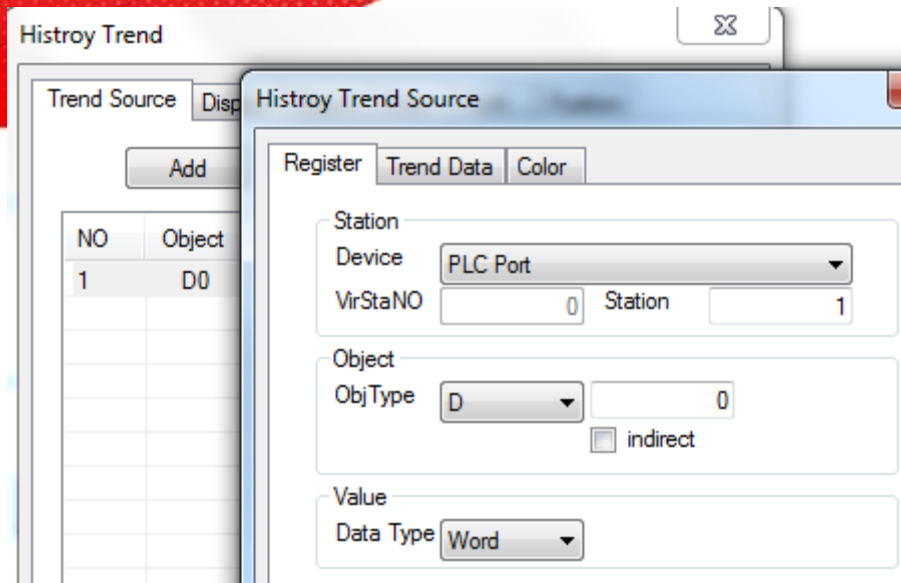 Histroy Trend
Trend Source Disp
Add
NO Object
1 D0
Histroy Trend Source
Register Trend Data Color
Station
Device PLC Port
VirStaNO 0 Station 1
Object
ObjType D 0
indirect
Value
Data Type Word